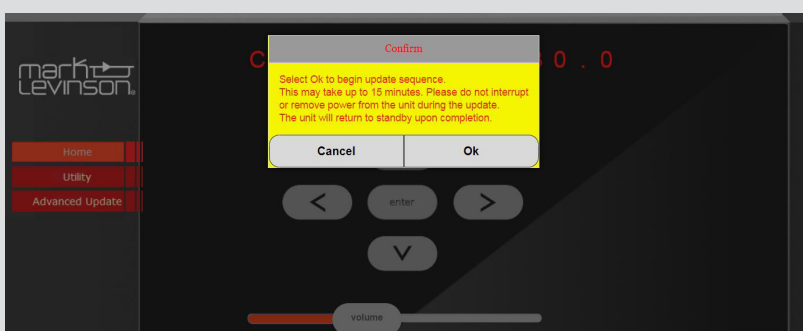 mark
Levinson®
Home
Utility
Advanced Update
C
0.0
Confirm
Select Ok to begin update sequence.
This may take up to 15 minutes. Please do not interrupt
or remove power from the unit during the update.
The unit will return to standby upon completion.
Cancel
Ok
enter
volume